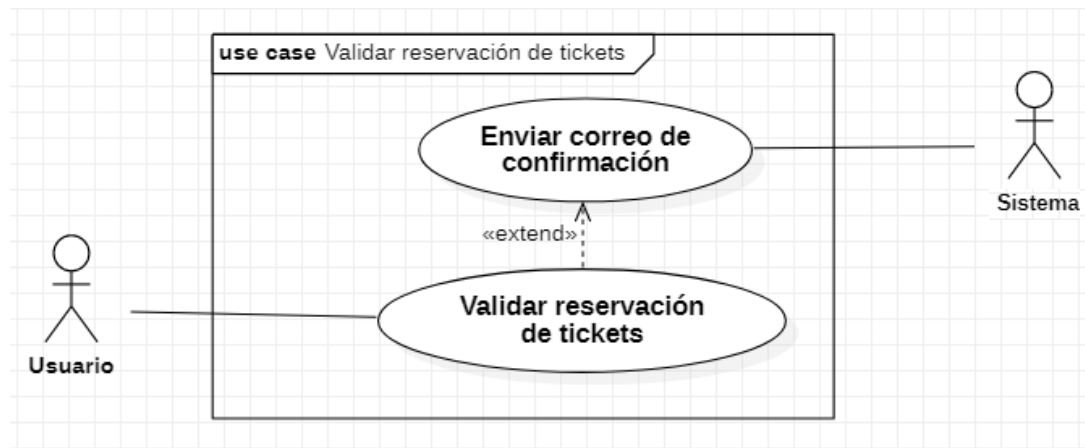 use case Validar reservación de tickets
Enviar correo de
confirmación
Sistema
«extend»
Validar reservación
de tickets
Usuario